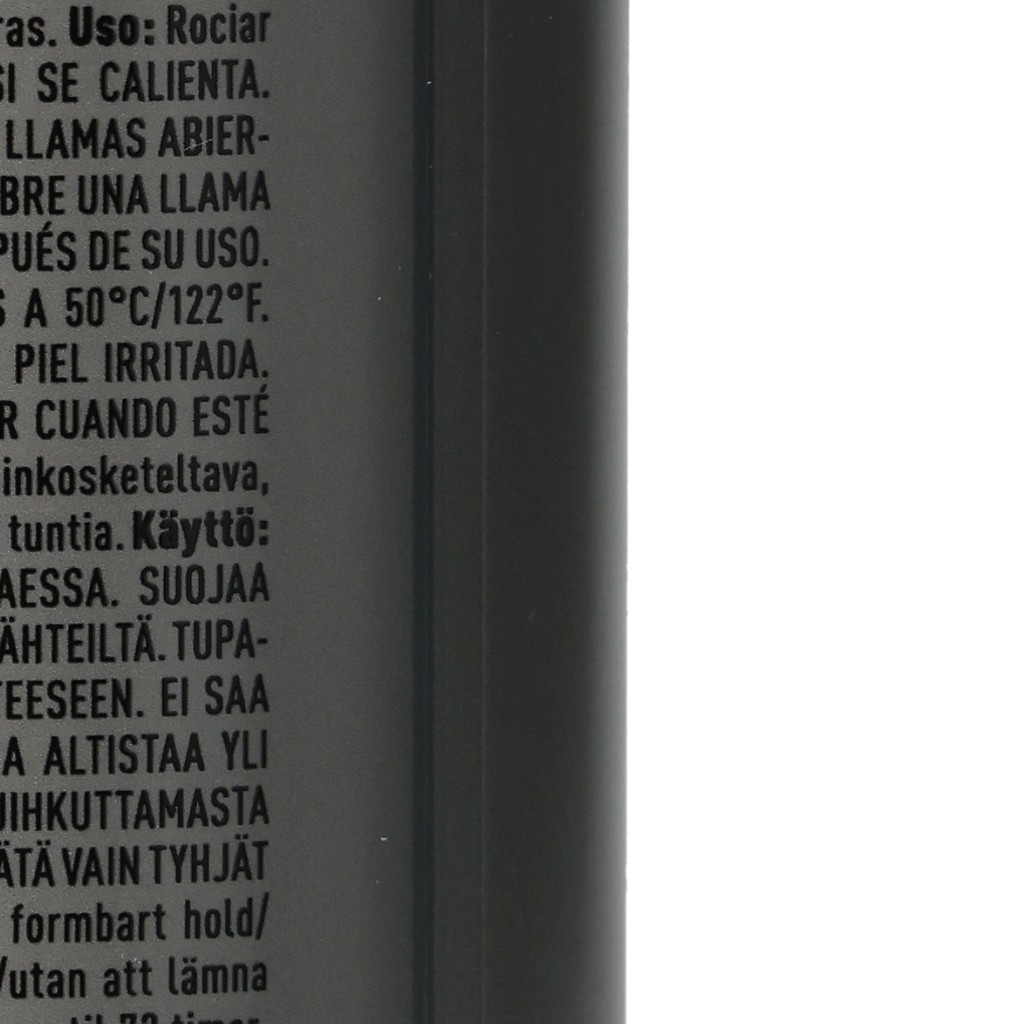 ras. Uso: Rociar
SI SE CALIENTA.
LLAMAS ABIER-
BRE UNA LLAMA
PUÉS DE SU USO.
S A 50°C/122°F.
PIEL IRRITADA.
R CUANDO ESTÉ
inkosketeltava,
tuntia. Käyttö:
AESSA. SUOJAA
ÄHTEILTÄ. TUPA-
TEESEEN. EI SAA
A ALTISTAA YLI
UIHKUTTAMASTA
ÄTÄ VAIN TYHJÄT
formbart hold/
/utan att lämna